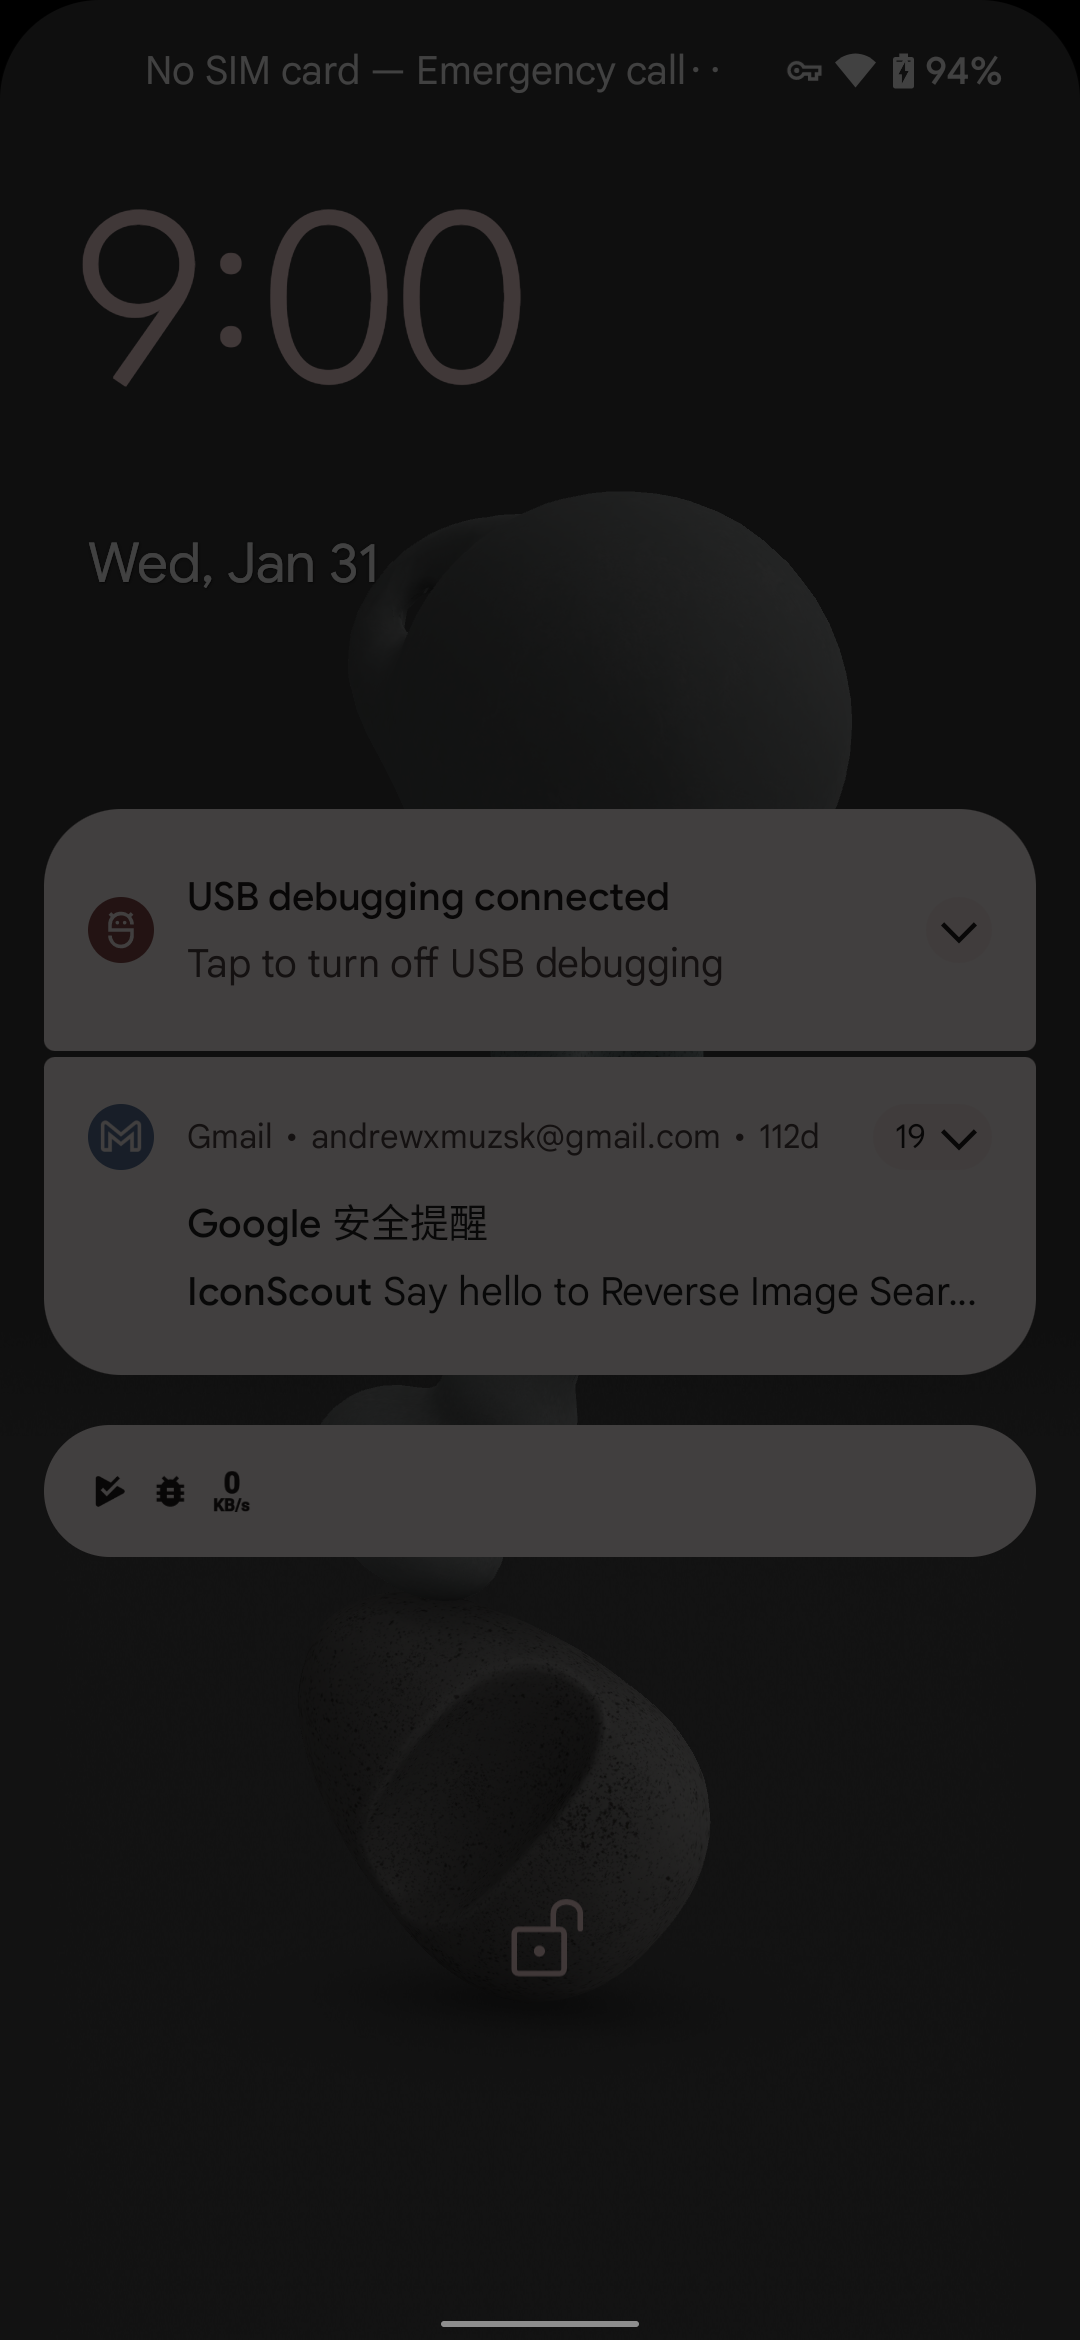 No SIM card — Emergency call· ·
94%
9:00
Wed, Jan 31
USB debugging connected
Tap to turn off USB debugging
Gmail • andrewxmuzsk@gmail.com • 112d
19
Google 安全提醒
IconScout Say hello to Reverse Image Sear...
0
KB/s